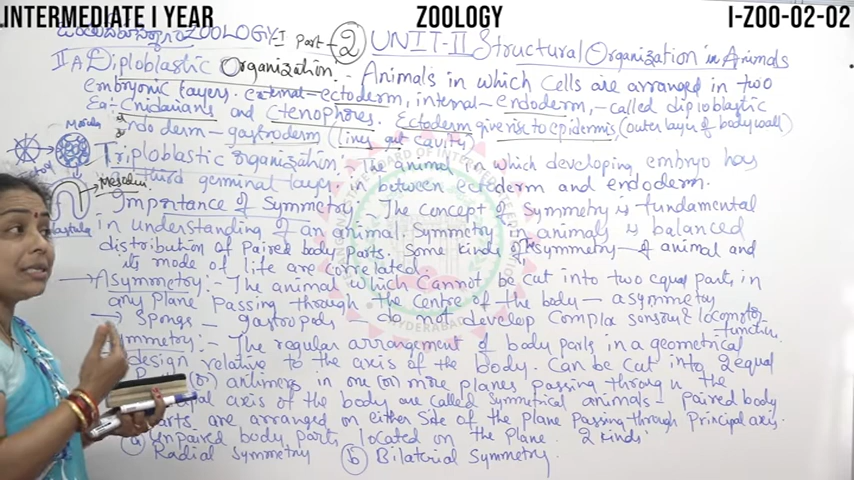 INTERMEDIATE I YEAR ZOOLOGY I-ZOO-02-02
ZOOLOGY I Part - 2 UNIT-II Structural Organization in Animals
II A Diploblastic Organization :- Animals in which Cells are arranged in two
embryonic layers. external-ectoderm, internal-endoderm, - called diploblastic
Ea:- Cnidarians and ctenophores. Ectoderm give rise to epidermis, (outer layer of body wall)
Endo derm - gastroderm (lines gut cavity)
Morula
Triploblastic organization :- The animal in which developing embryo has
third germinal layer in between ectoderm and endoderm.
Importance of Symmetry :- The Concept of Symmetry is fundamental
in understanding of an animal. Symmetry in animals is balanced
distribution of Paired body parts. Some kinds of symmetry of animal and
its mode of life are correlated.
→ Asymmetry :- The animal which Cannot be Cut into two equal Parts in
any Plane Passing through the Centre of the body - asymmetry
→ Spongs - gastropods - do not develop Complex sensory locomotor
function.
ymmetry :- The regular arrangement of body parts in a geometrical
design relative to the axis of the body. Can be Cut into 2 equal
(or) antimers in one (or) more planes passing through the
axis of the body are called symmetrical animals - paired body
parts are arranged on either Side of the plane Passing through Principal axis.
unpaired body parts located on the Plane. 2 kinds
(a) Radial symmetry (b) Bilaterial Symmetry